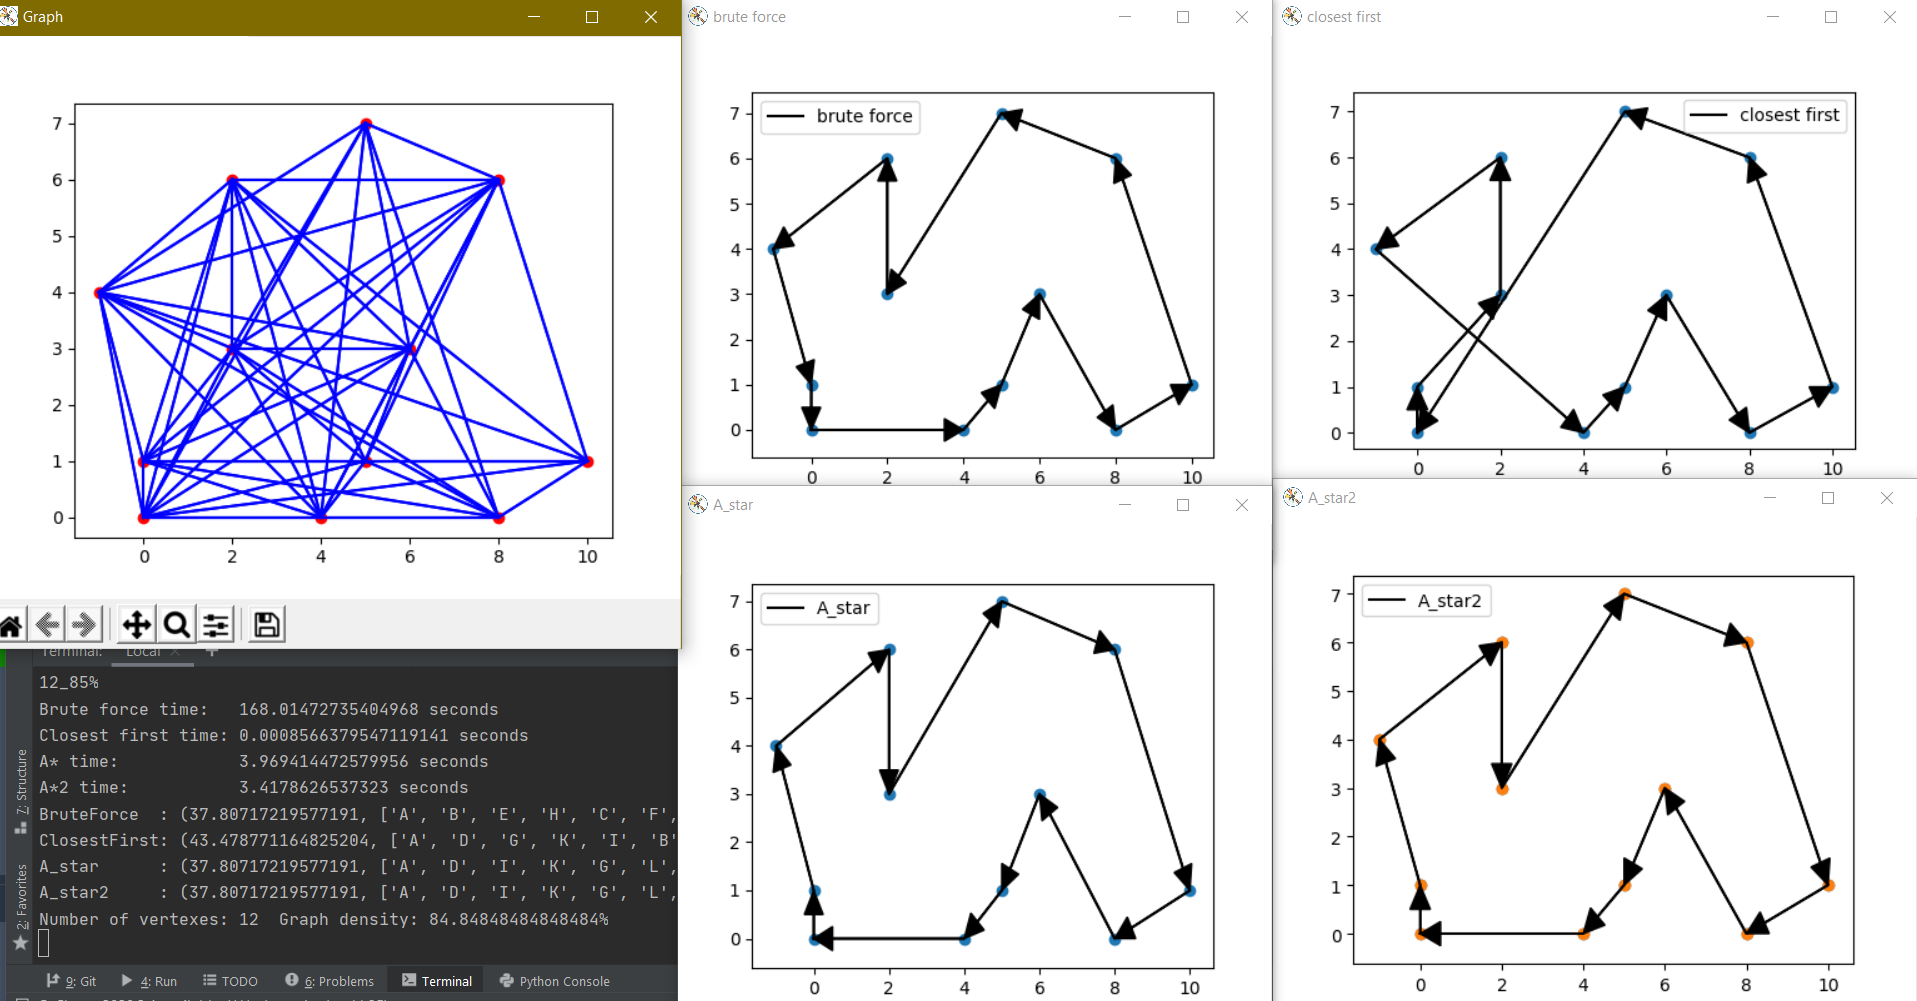 Graph
7
6
5
4
3
2
1
0
0 2 4 6 8 10
brute force
brute force
7
6
5
4
3
2
1
0
0 2 4 6 8 10
closest first
closest first
7
6
5
4
3
2
1
0
0 2 4 6 8 10
A_star
A_star
7
6
5
4
3
2
1
0
0 2 4 6 8 10
A_star2
A_star2
7
6
5
4
3
2
1
0
0 2 4 6 8 10
Terminal: Local × +
12_85%
Brute force time: 168.01472735404968 seconds
Closest first time: 0.0008566379547119141 seconds
A* time: 3.969414472579956 seconds
A*2 time: 3.4178626537323 seconds
BruteForce : (37.80717219577191, ['A', 'B', 'E', 'H', 'C', 'F',
ClosestFirst: (43.478771164825204, ['A', 'D', 'G', 'K', 'I', 'B'
A_star : (37.80717219577191, ['A', 'D', 'I', 'K', 'G', 'L',
A_star2 : (37.80717219577191, ['A', 'D', 'I', 'K', 'G', 'L',
Number of vertexes: 12 Graph density: 84.84848484848484%
7: Structure
2: Favorites
9: Git 4: Run TODO 6: Problems Terminal Python Console